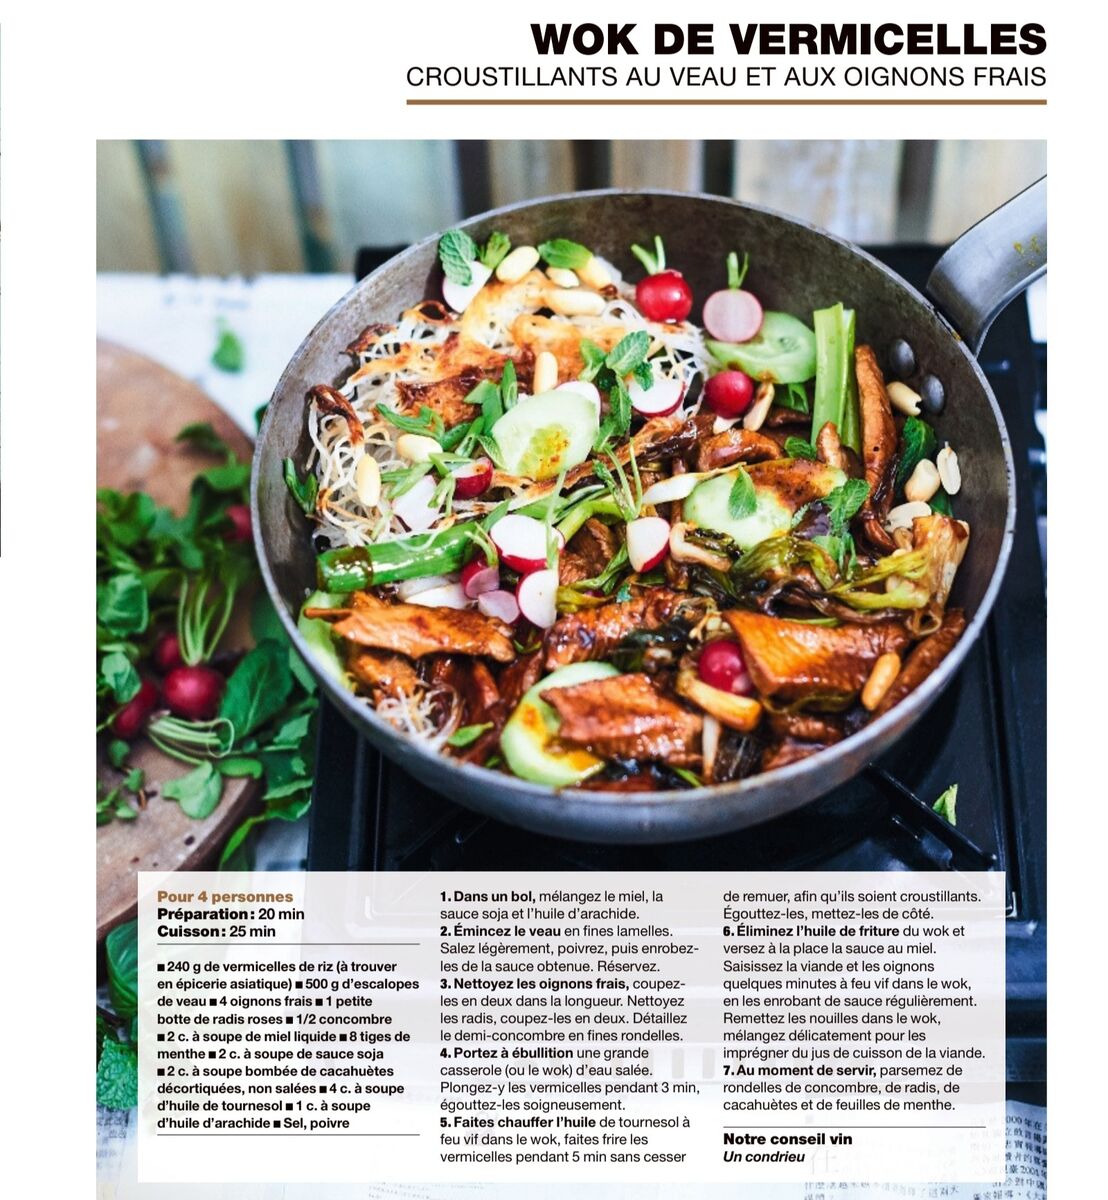 WOK DE VERMICELLES
CROUSTILLANTS AU VEAU ET AUX OIGNONS FRAIS
Pour 4 personnes
Préparation : 20 min
Cuisson : 25 min
■ 240 g de vermicelles de riz (à trouver
en épicerie asiatique) ■ 500 g d’escalopes
de veau ■ 4 oignons frais ■ 1 petite
botte de radis roses ■ 1/2 concombre
■ 2 c. à soupe de miel liquide ■ 8 tiges de
menthe ■ 2 c. à soupe de sauce soja
■ 2 c. à soupe bombée de cacahuètes
décortiquées, non salées ■ 4 c. à soupe
d’huile de tournesol ■ 1 c. à soupe
d’huile d’arachide ■ Sel, poivre
1. Dans un bol, mélangez le miel, la
sauce soja et l’huile d’arachide.
2. Émincez le veau en fines lamelles.
Salez légèrement, poivrez, puis enrobez-
les de la sauce obtenue. Réservez.
3. Nettoyez les oignons frais, coupez-
les en deux dans la longueur. Nettoyez
les radis, coupez-les en deux. Détaillez
le demi-concombre en fines rondelles.
4. Portez à ébullition une grande
casserole (ou le wok) d’eau salée.
Plongez-y les vermicelles pendant 3 min,
égouttez-les soigneusement.
5. Faites chauffer l’huile de tournesol à
feu vif dans le wok, faites frire les
vermicelles pendant 5 min sans cesser
de remuer, afin qu’ils soient croustillants.
Égouttez-les, mettez-les de côté.
6. Éliminez l’huile de friture du wok et
versez à la place la sauce au miel.
Saisissez la viande et les oignons
quelques minutes à feu vif dans le wok,
en les enrobant de sauce régulièrement.
Remettez les nouilles dans le wok,
mélangez délicatement pour les
imprégner du jus de cuisson de la viande.
7. Au moment de servir, parsemez de
rondelles de concombre, de radis, de
cacahuètes et de feuilles de menthe.
Notre conseil vin
Un condrieu